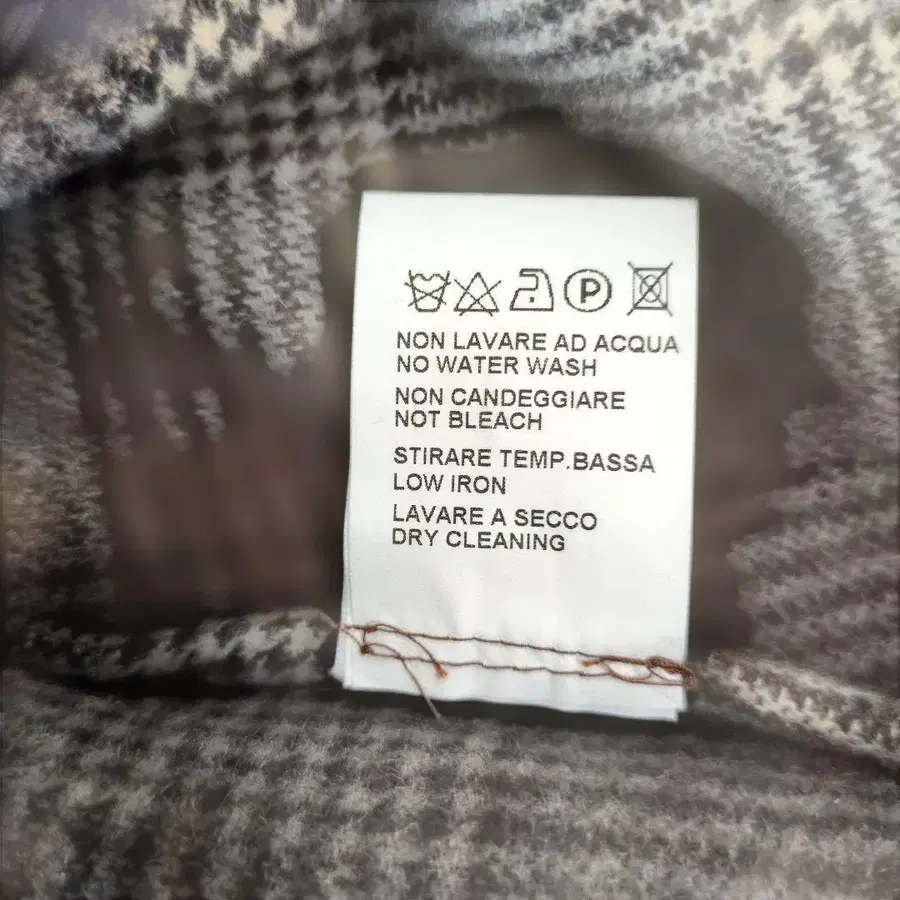 P
NON LAVARE AD ACQUA
NO WATER WASH
NON CANDEGGIARE
NOT BLEACH
STIRARE TEMP.BASSA
LOW IRON
LAVARE A SECCO
DRY CLEANING